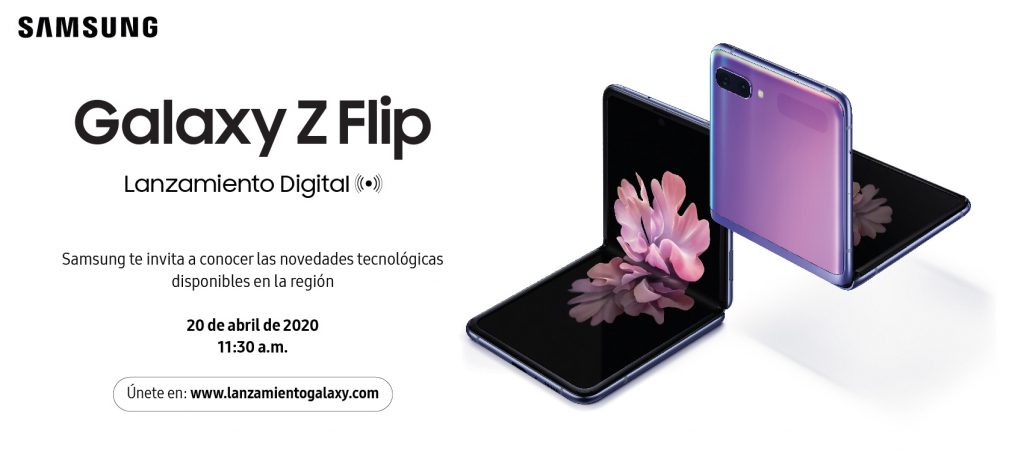 SAMSUNG
Galaxy Z Flip
Lanzamiento Digital
Samsung te invita a conocer las novedades tecnológicas
disponibles en la región
20 de abril de 2020
11:30 a.m.
Únete en: www.lanzamientogalaxy.com